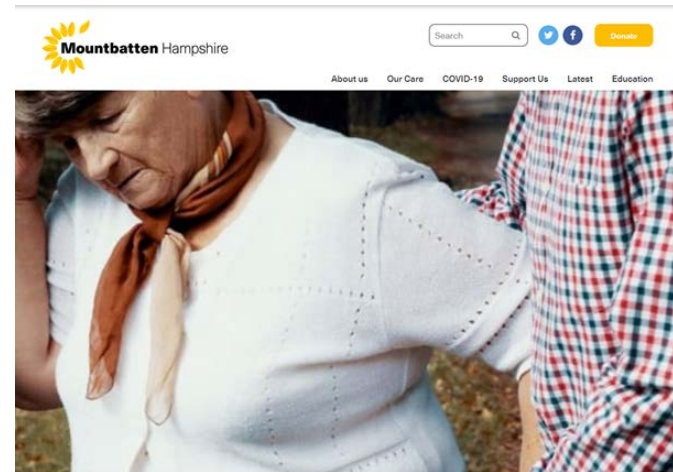 Search
Donate
Mountbatten Hampshire
About us Our Care COVID-19 Support Us Latest Education